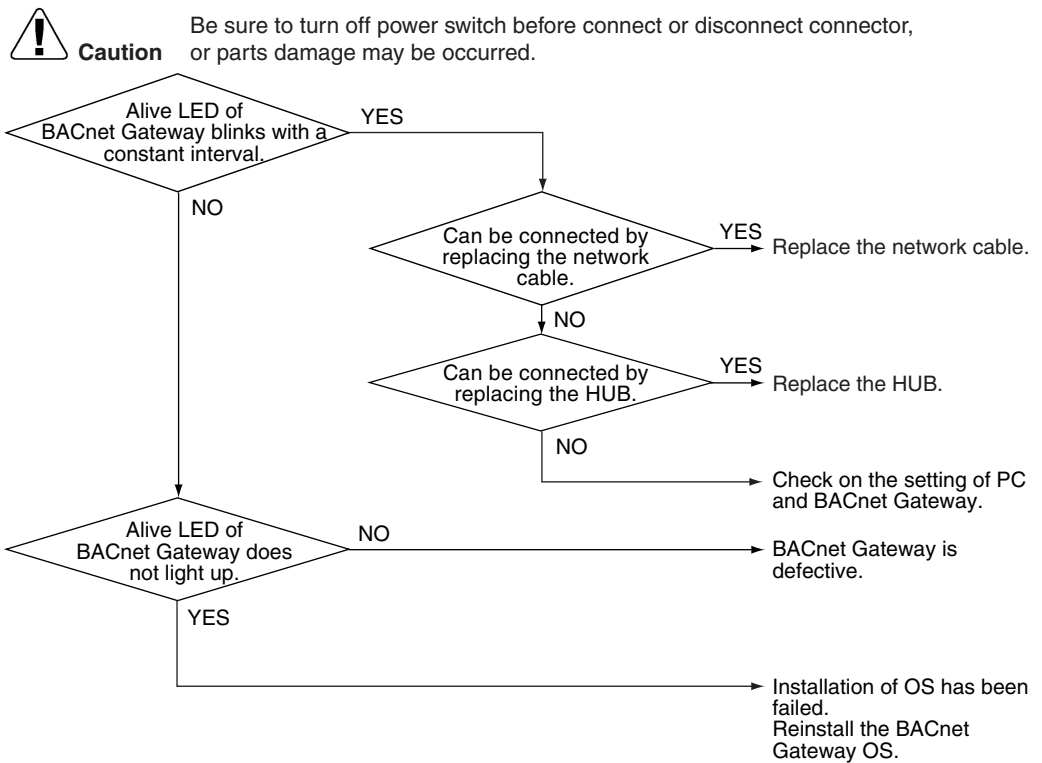 Be sure to turn off power switch before connect or disconnect connector,
Caution or parts damage may be occurred.
Alive LED of
BACnet Gateway blinks with a
constant interval.
YES
NO
Can be connected by
replacing the network
cable.
YES
Replace the network cable.
NO
Can be connected by
replacing the HUB.
YES
Replace the HUB.
NO
Check on the setting of PC
and BACnet Gateway.
Alive LED of
BACnet Gateway does
not light up.
NO
BACnet Gateway is
defective.
YES
Installation of OS has been
failed.
Reinstall the BACnet
Gateway OS.